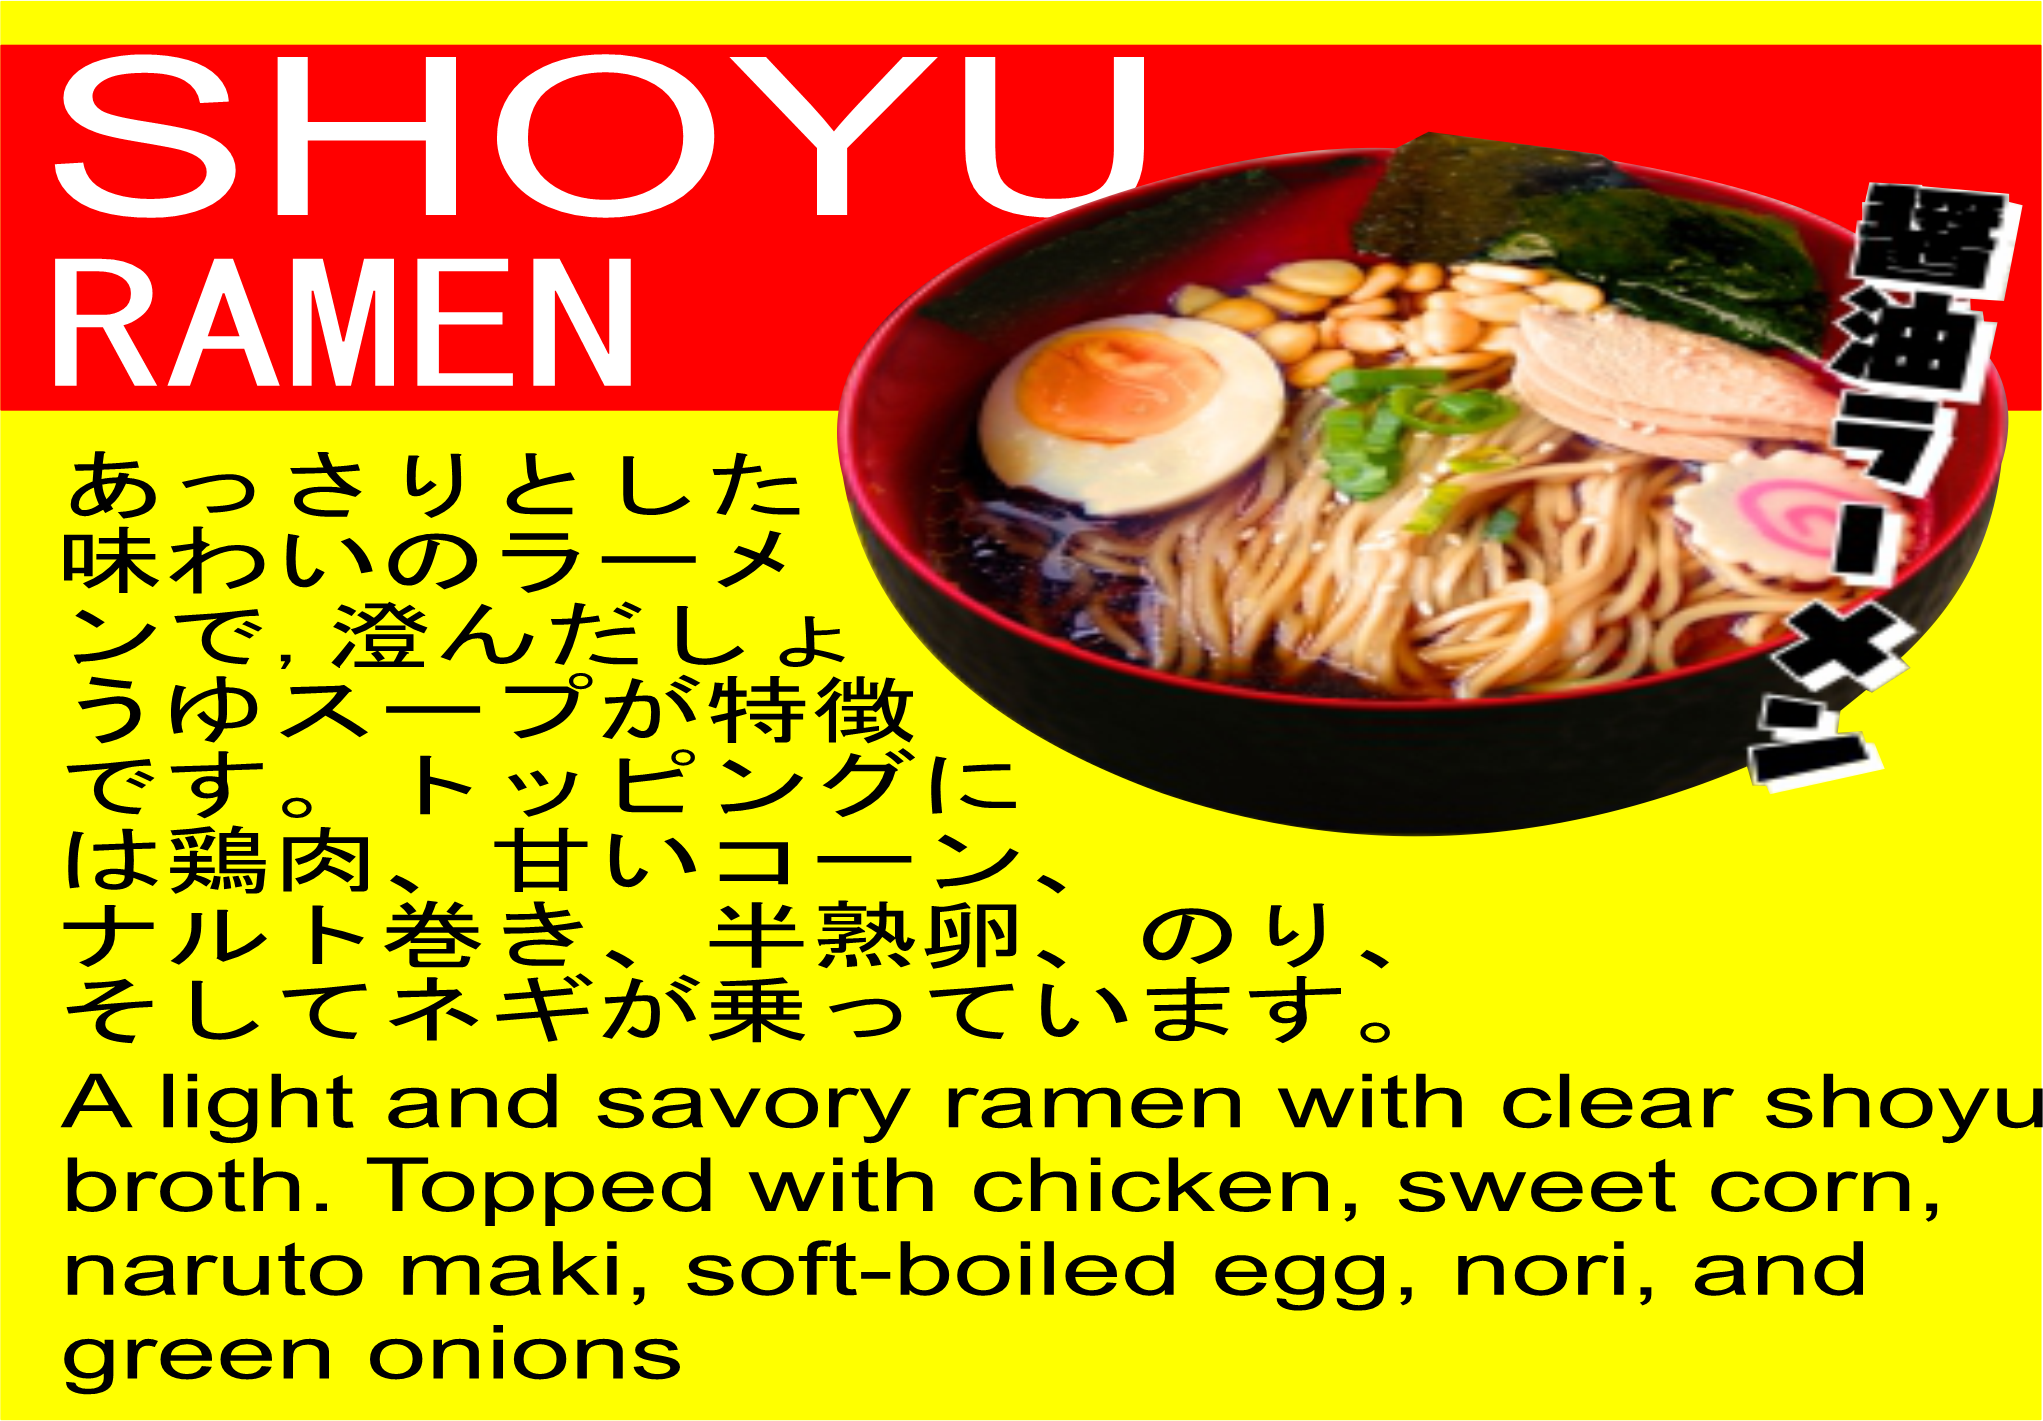 SHOYU
RAMEN
醤油ラーメン
あっさりとした
味わいのラーメ
ンで,澄んだしょ
うゆスープが特徴
です。トッピングに
は鶏肉、甘いコーン、
ナルト巻き、半熟卵、のり、
そしてネギが乗っています。
A light and savory ramen with clear shoyu
broth. Topped with chicken, sweet corn,
naruto maki, soft-boiled egg, nori, and
green onions